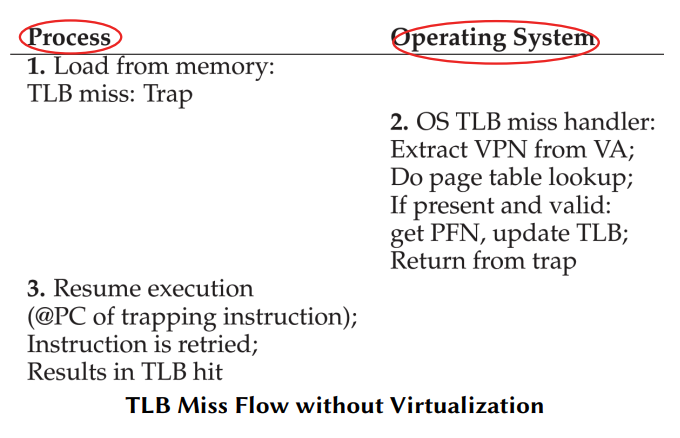 Process Operating System
1. Load from memory:
TLB miss: Trap
2. OS TLB miss handler:
Extract VPN from VA;
Do page table lookup;
If present and valid:
get PFN, update TLB;
Return from trap
3. Resume execution
(@PC of trapping instruction);
Instruction is retried;
Results in TLB hit
TLB Miss Flow without Virtualization